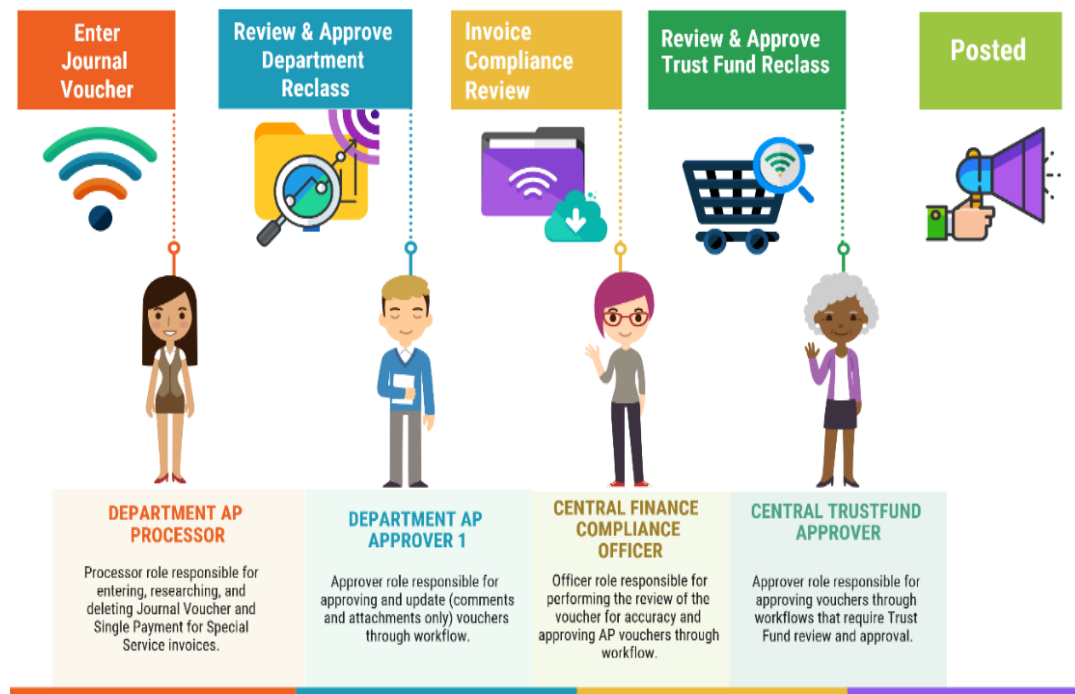 Enter
Journal
Voucher
Review & Approve
Department
Reclass
Invoice
Compliance
Review
Review & Approve
Trust Fund Reclass
Posted
DEPARTMENT AP
PROCESSOR
Processor role responsible for
entering, researching, and
deleting Journal Voucher and
Single Payment for Special
Service invoices.
DEPARTMENT AP
APPROVER 1
Approver role responsible for
approving and update (comments
and attachments only) vouchers
through workflow.
CENTRAL FINANCE
COMPLIANCE
OFFICER
Officer role responsible for
performing the review of the
voucher for accuracy and
approving AP vouchers through
workflow.
CENTRAL TRUSTFUND
APPROVER
Approver role responsible for
approving vouchers through
workflows that require Trust
Fund review and approval.